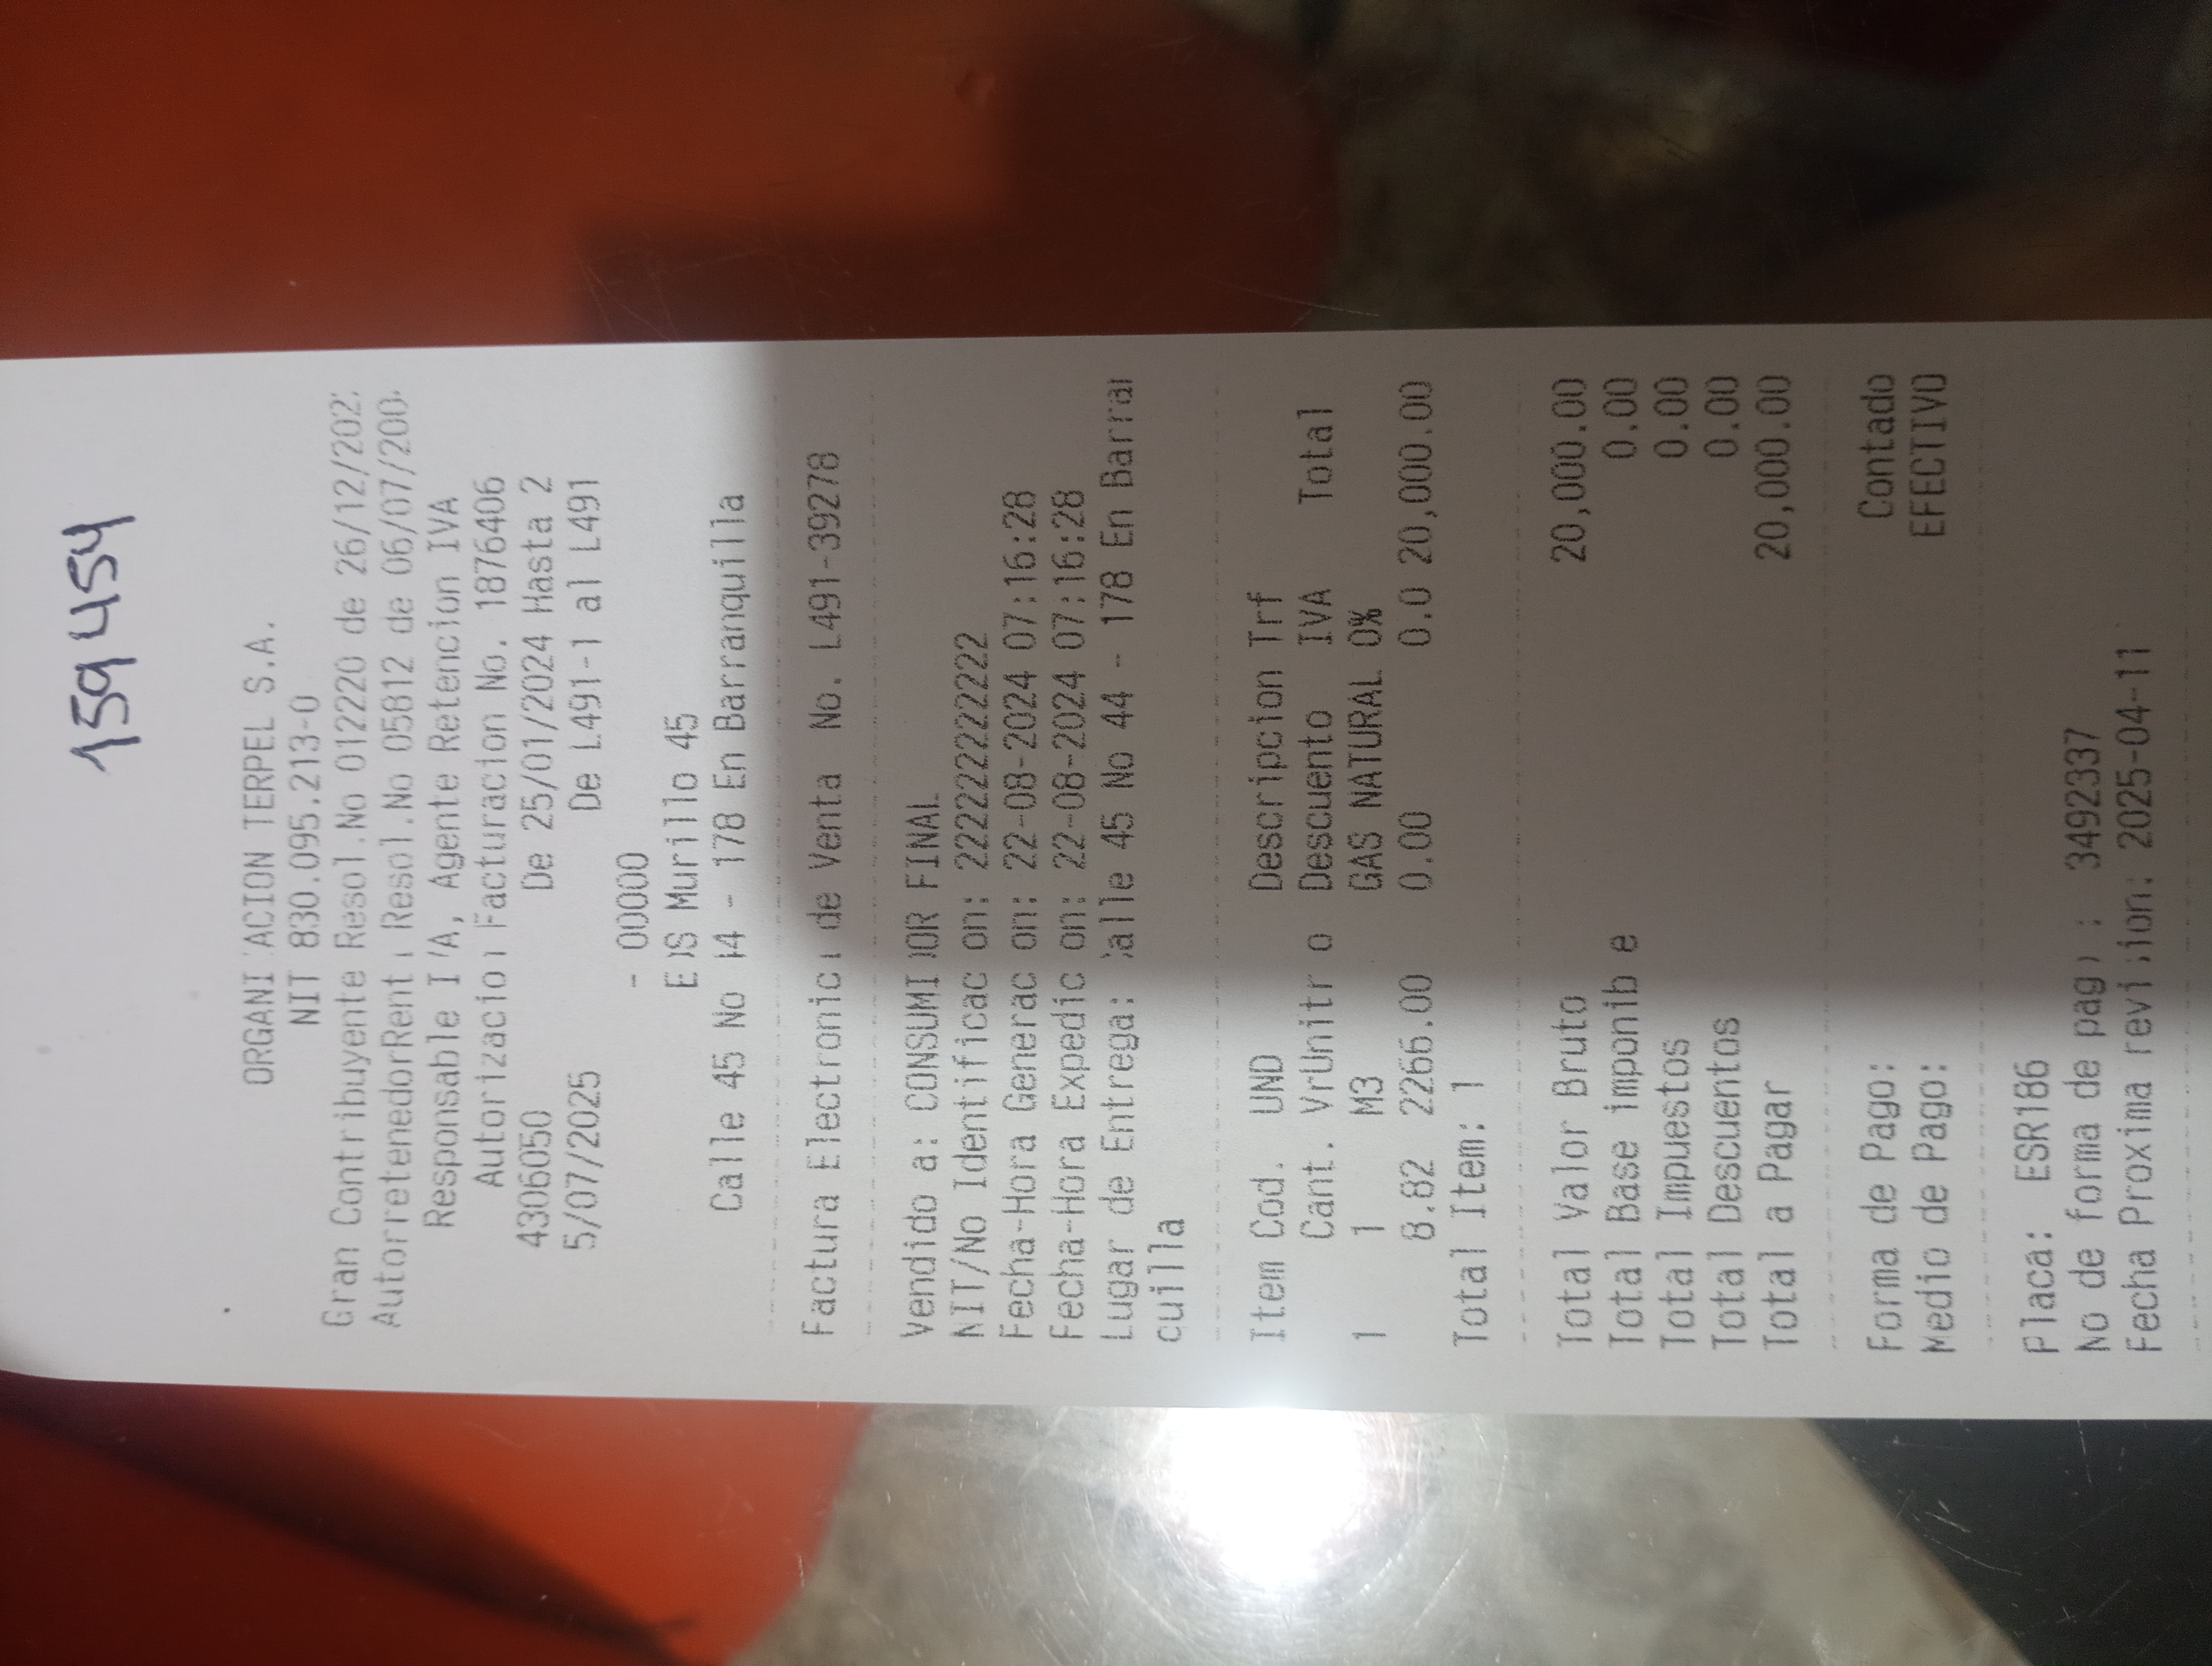 159454
ORGANI ACION TERPEL S.A.
NIT 830.095.213-0
Gran Contribuyente Resol.No 012220 de 26/12/202
AutorretenedorRent Resol.No 05812 de 06/07/200
Responsable I A, Agente Retencion IVA
Autorizacio Facturacion No. 1876406
4306050 De 25/01/2024 Hasta 2
5/07/2025 De L491-1 al L491
- 00000
E S Murillo 45
Calle 45 No 44 - 178 En Barranquilla
Factura Electronic de Venta No. L491-39278
Vendido a: CONSUMI OR FINAL
NIT/No Identificac on: 222222222222
Fecha-Hora Generac on: 22-08-2024 07:16:28
Fecha-Hora Expedic on: 22-08-2024 07:16:28
Lugar de Entrega: Calle 45 No 44 - 178 En Barran
quilla
Item Cod. UND Descripcion Trf
Cant. VrUnitr o Descuento IVA Total
1 1 M3 GAS NATURAL 0%
8.82 2266.00 0.00 0.0 20,000.00
Total Item: 1
Total Valor Bruto 20,000.00
Total Base imponib e 0.00
Total Impuestos 0.00
Total Descuentos 0.00
Total a Pagar 20,000.00
Forma de Pago: Contado
Medio de Pago: EFECTIVO
Placa: ESR186
No de forma de pago : 3492337
Fecha Proxima revision: 2025-04-11